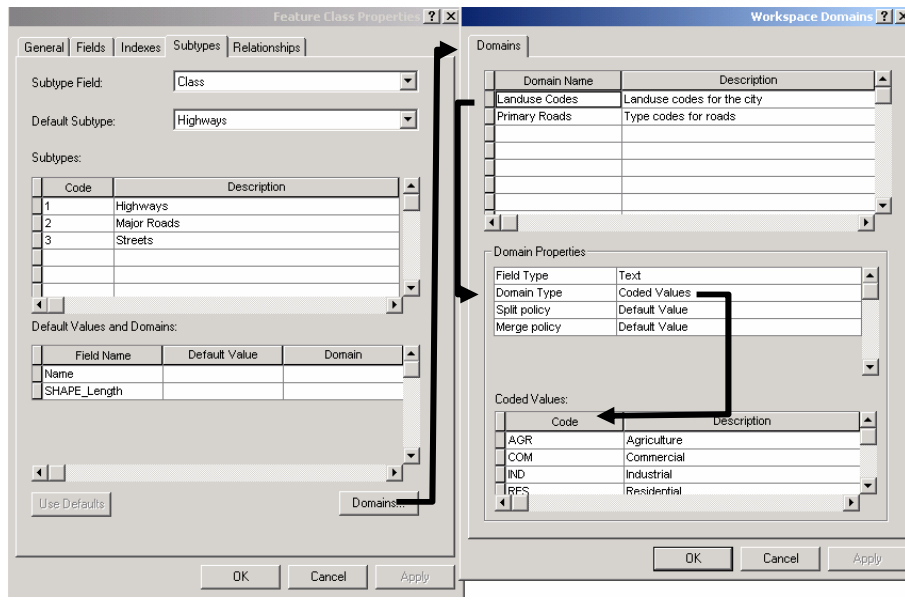 Feature Class Properties
General Fields Indexes Subtypes Relationships
Subtype Field: Class
Default Subtype: Highways
Subtypes:
Code Description
1 Highways
2 Major Roads
3 Streets
Default Values and Domains:
Field Name Default Value Domain
Name
SHAPE_Length
Use Defaults Domains...
OK Cancel Apply
Workspace Domains
Domains
Domain Name Description
Landuse Codes Landuse codes for the city
Primary Roads Type codes for roads
Domain Properties
Field Type Text
Domain Type Coded Values
Split policy Default Value
Merge policy Default Value
Coded Values:
Code Description
AGR Agriculture
COM Commercial
IND Industrial
RES Residential
OK Cancel Apply